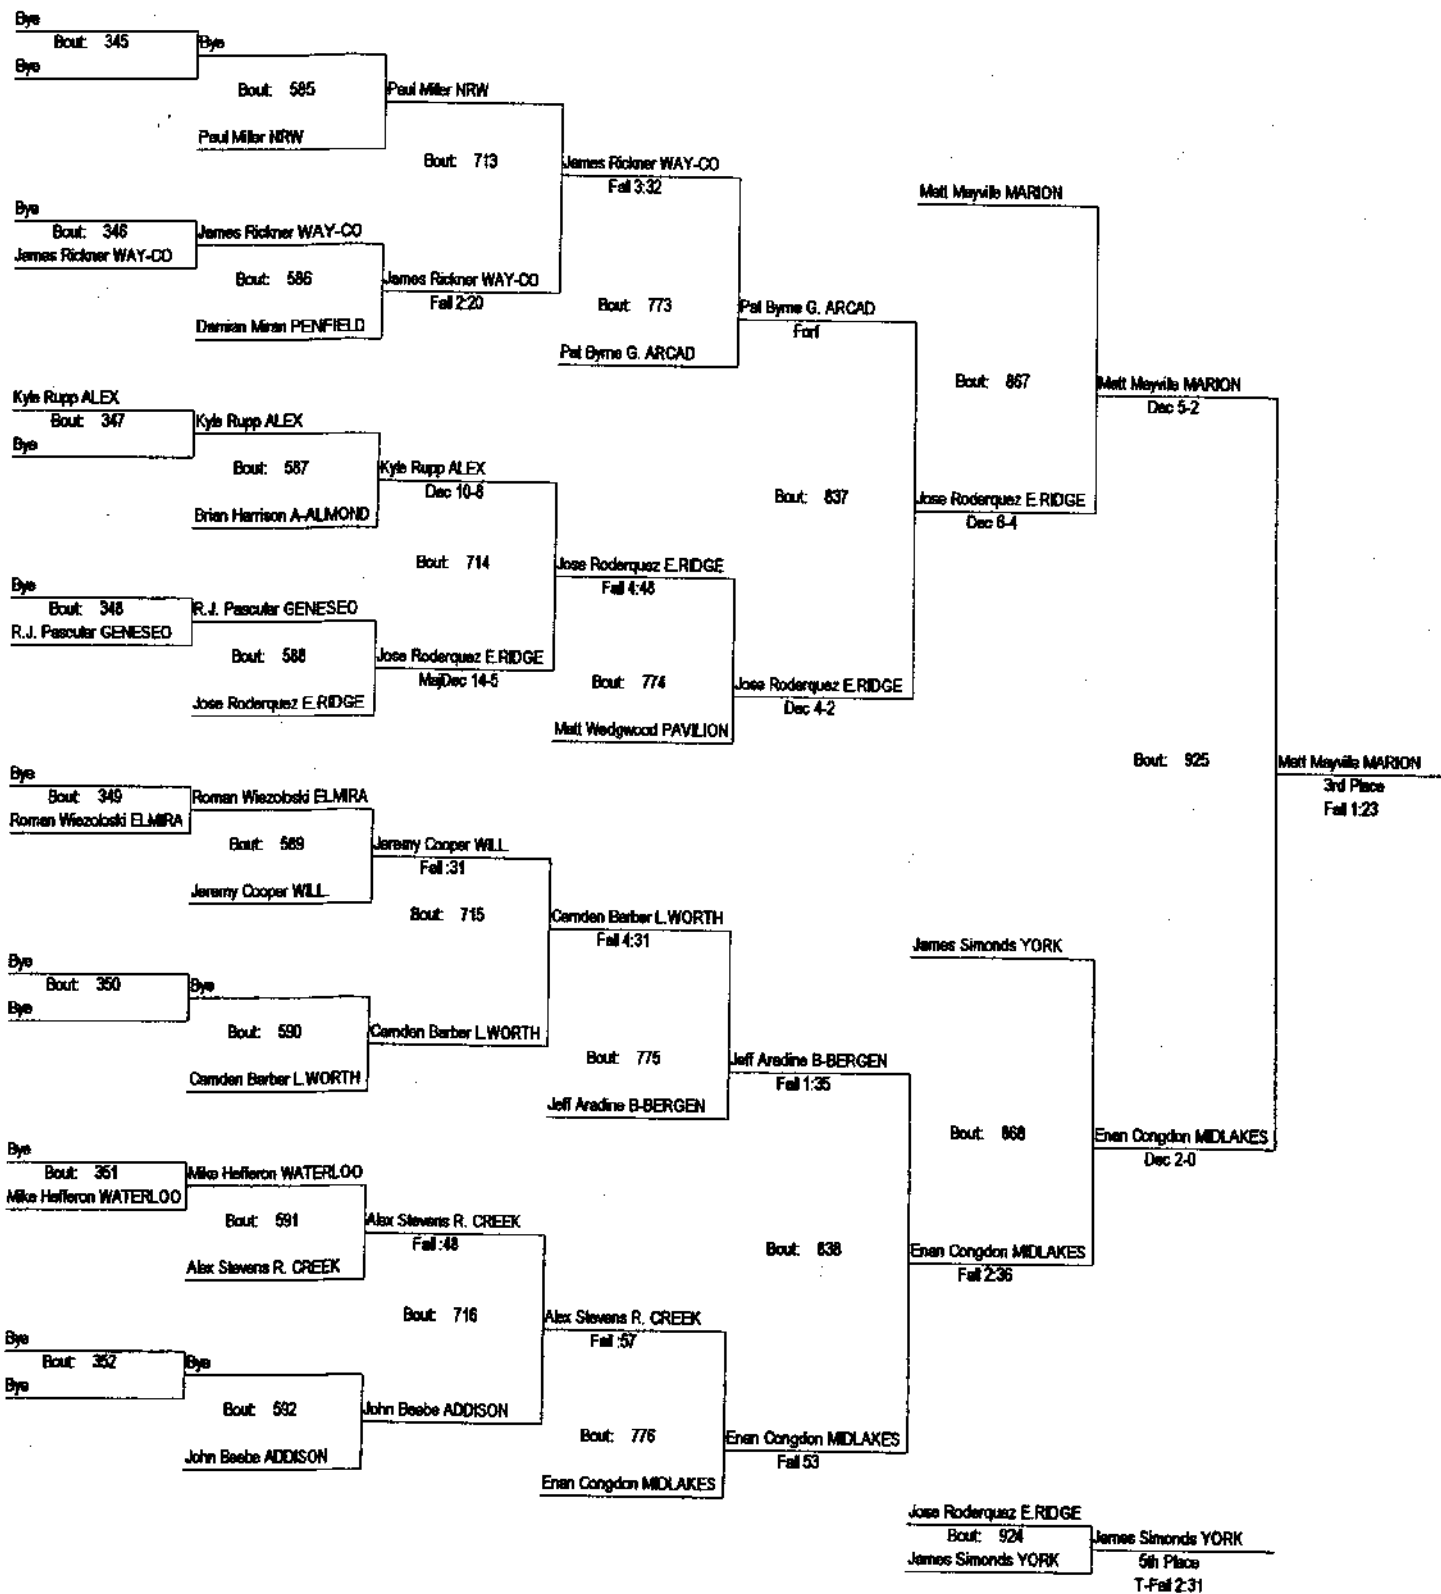 Bye
Bout: 345
Bye
Bye
Bout: 585
Paul Miller NRW
Paul Miller NRW
Bout: 713
Bye
Bout: 346
James Rickner WAY-CO
James Rickner WAY-CO
Bout: 586
Damian Miran PENFIELD
James Rickner WAY-CO
Fall 2:20
James Rickner WAY-CO
Fall 3:32
Bout: 773
Pat Byrne G. ARCAD
Pat Byrne G. ARCAD
Forf
Kyle Rupp ALEX
Bout: 347
Bye
Kyle Rupp ALEX
Bout: 587
Brian Harrison A-ALMOND
Kyle Rupp ALEX
Dec 10-8
Bout: 714
Bye
Bout: 348
R.J. Pascular GENESEO
R.J. Pascular GENESEO
Bout: 588
Jose Roderquez E.RIDGE
Jose Roderquez E.RIDGE
MajDec 14-5
Jose Roderquez E.RIDGE
Fall 4:48
Bout: 774
Matt Wedgwood PAVILION
Jose Roderquez E.RIDGE
Dec 4-2
Bout: 837
Matt Mayville MARION
Bout: 867
Jose Roderquez E.RIDGE
Dec 6-4
Matt Mayville MARION
Dec 5-2
Bye
Bout: 349
Roman Wiezoloski ELMIRA
Roman Wiezoloski ELMIRA
Bout: 589
Jeremy Cooper WILL.
Jeremy Cooper WILL.
Fall :31
Bout: 715
Bye
Bout: 350
Bye
Bye
Bout: 590
Camden Barber L.WORTH
Camden Barber L.WORTH
Camden Barber L.WORTH
Fall 4:31
Bout: 775
Jeff Aradine B-BERGEN
Jeff Aradine B-BERGEN
Fall 1:35
Bye
Bout: 351
Mike Hefferon WATERLOO
Mike Hefferon WATERLOO
Bout: 591
Alex Stevens R. CREEK
Alex Stevens R. CREEK
Fall :48
Bout: 716
Bye
Bout: 352
Bye
Bye
Bout: 592
John Beebe ADDISON
John Beebe ADDISON
Alex Stevens R. CREEK
Fall :57
Bout: 776
Enan Congdon MIDLAKES
Enan Congdon MIDLAKES
Fall 53
Bout: 838
James Simonds YORK
Bout: 868
Enan Congdon MIDLAKES
Fall 2:36
Enan Congdon MIDLAKES
Dec 2-0
Bout: 925
Matt Mayville MARION
3rd Place
Fall 1:23
Jose Roderquez E.RIDGE
Bout: 924
James Simonds YORK
James Simonds YORK
5th Place
T-Fall 2:31